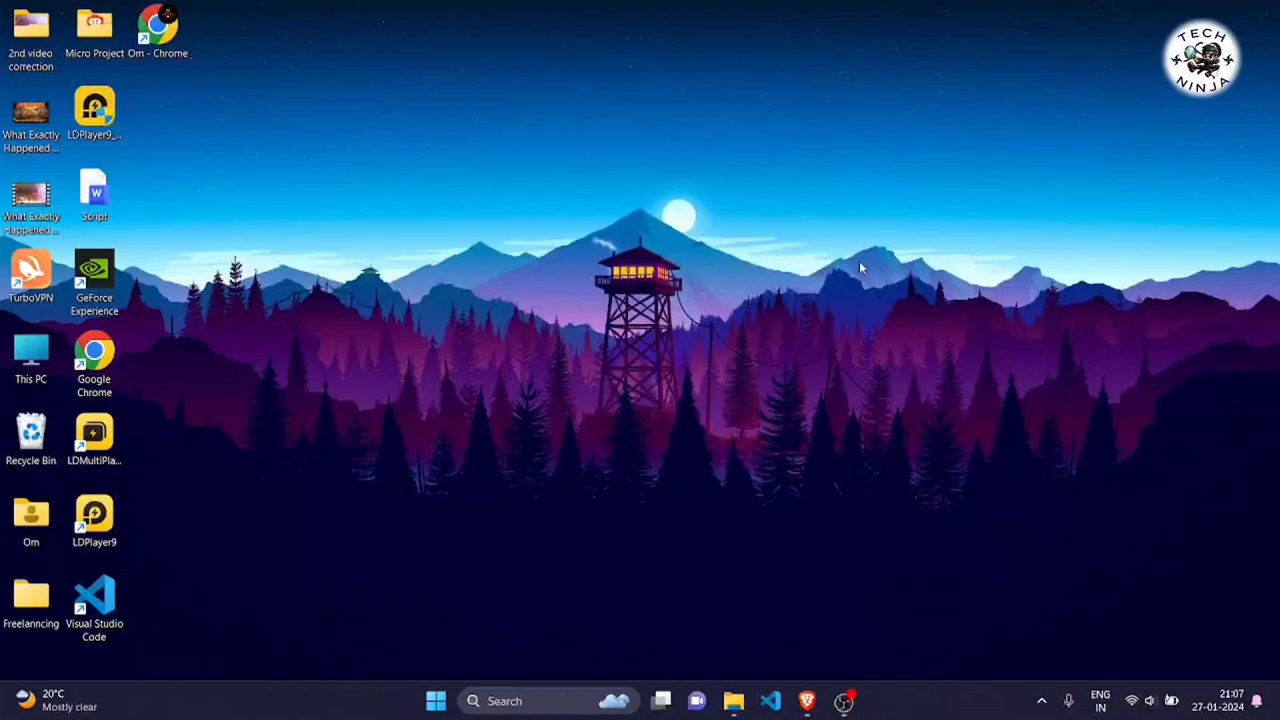 2nd video
correction
Micro Project
Om - Chrome
TECH
NINJA
What Exactly
Happened ...
LDPlayer9_...
What Exactly
Happened ...
W
Script
TurboVPN
GeForce
Experience
This PC
Google
Chrome
Recycle Bin
LDMultiPla...
Om
LDPlayer9
Freelanncing
Visual Studio
Code
20°C
Mostly clear
Search
ENG
IN
21:07
27-01-2024